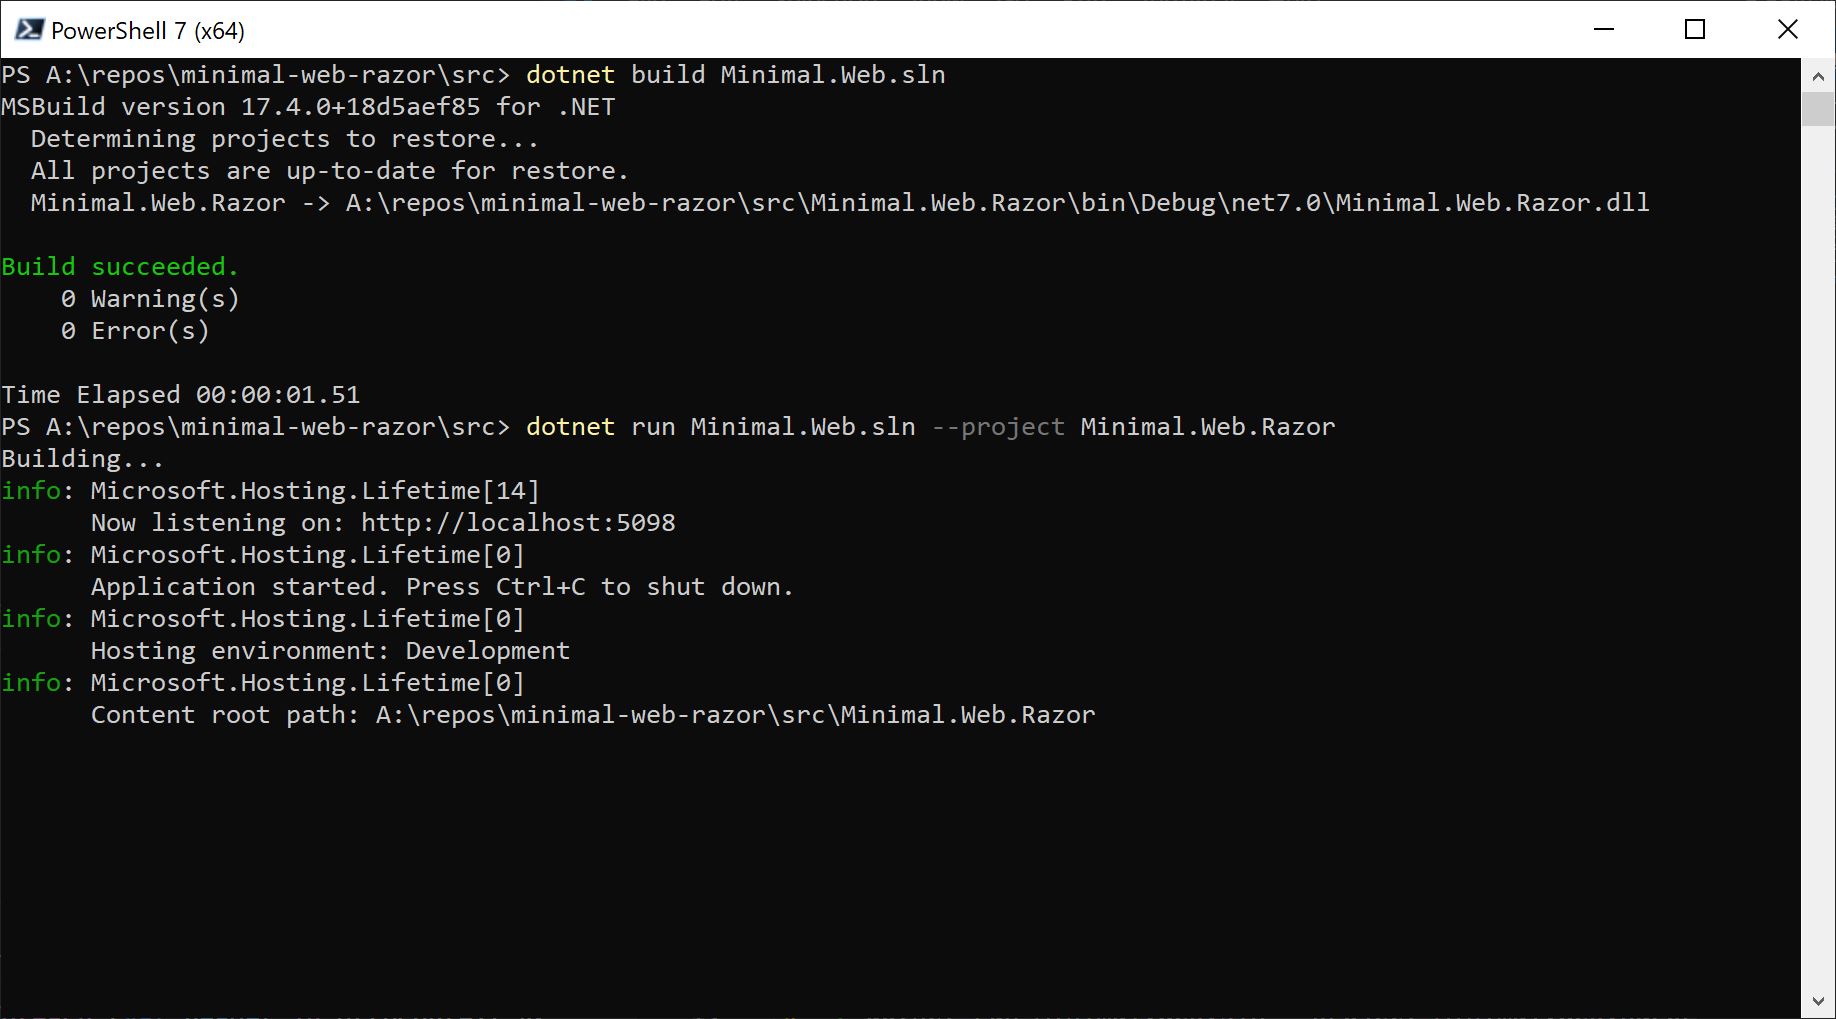 PowerShell 7 (x64)
PS A:\repos\minimal-web-razor\src> dotnet build Minimal.Web.sln
MSBuild version 17.4.0+18d5aef85 for .NET
  Determining projects to restore...
  All projects are up-to-date for restore.
  Minimal.Web.Razor -> A:\repos\minimal-web-razor\src\Minimal.Web.Razor\bin\Debug\net7.0\Minimal.Web.Razor.dll

Build succeeded.
    0 Warning(s)
    0 Error(s)

Time Elapsed 00:00:01.51
PS A:\repos\minimal-web-razor\src> dotnet run Minimal.Web.sln --project Minimal.Web.Razor
Building...
info: Microsoft.Hosting.Lifetime[14]
      Now listening on: http://localhost:5098
info: Microsoft.Hosting.Lifetime[0]
      Application started. Press Ctrl+C to shut down.
info: Microsoft.Hosting.Lifetime[0]
      Hosting environment: Development
info: Microsoft.Hosting.Lifetime[0]
      Content root path: A:\repos\minimal-web-razor\src\Minimal.Web.Razor